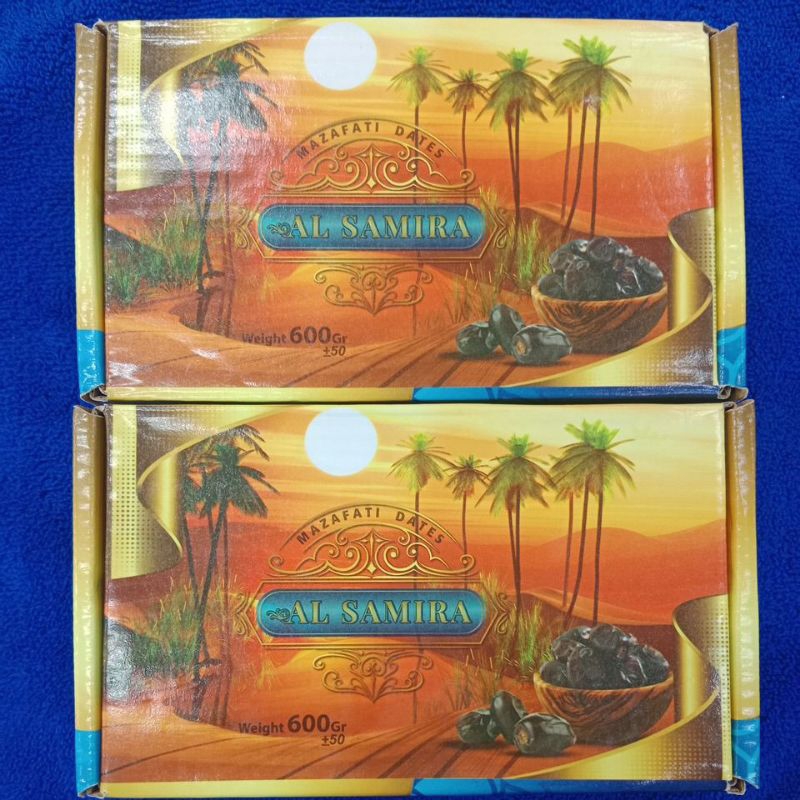 MAZAFATI DATES
AL SAMIRA
Weight 600Gr
±50
MAZAFATI DATES
AL SAMIRA
Weight 600Gr
±50